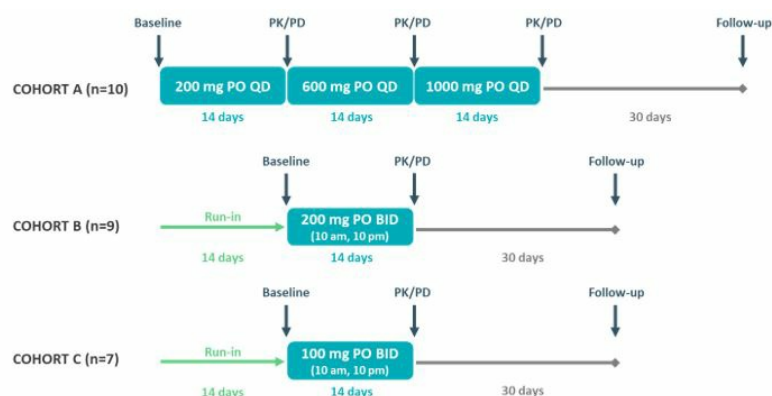 Baseline PK/PD PK/PD PK/PD Follow-up
COHORT A (n=10) 200 mg PO QD 600 mg PO QD 1000 mg PO QD
14 days 14 days 14 days 30 days
Baseline PK/PD Follow-up
COHORT B (n=9) Run-in 200 mg PO BID
(10 am, 10 pm)
14 days 14 days 30 days
Baseline PK/PD Follow-up
COHORT C (n=7) Run-in 100 mg PO BID
(10 am, 10 pm)
14 days 14 days 30 days